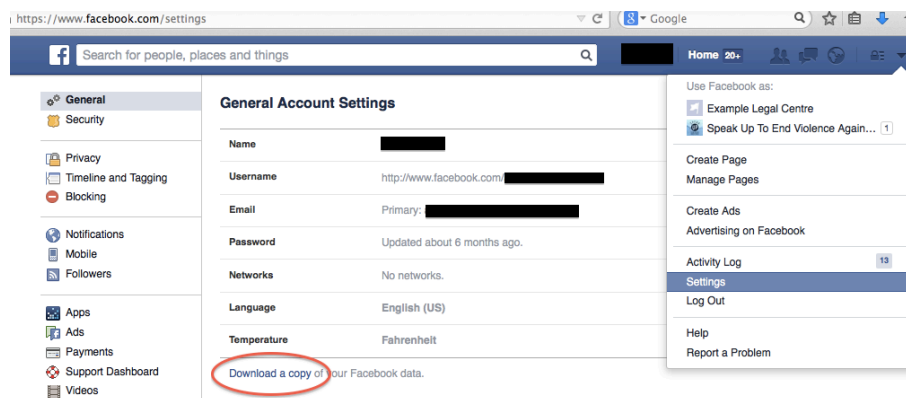 https://www.facebook.com/settings
Google
Search for people, places and things
Home 20+
General
Security
Privacy
Timeline and Tagging
Blocking
Notifications
Mobile
Followers
Apps
Ads
Payments
Support Dashboard
Videos
General Account Settings
Name
Username http://www.facebook.com/
Email Primary:
Password Updated about 6 months ago.
Networks No networks.
Language English (US)
Temperature Fahrenheit
Download a copy of your Facebook data.
Use Facebook as:
Example Legal Centre
Speak Up To End Violence Again... 1
Create Page
Manage Pages
Create Ads
Advertising on Facebook
Activity Log 13
Settings
Log Out
Help
Report a Problem